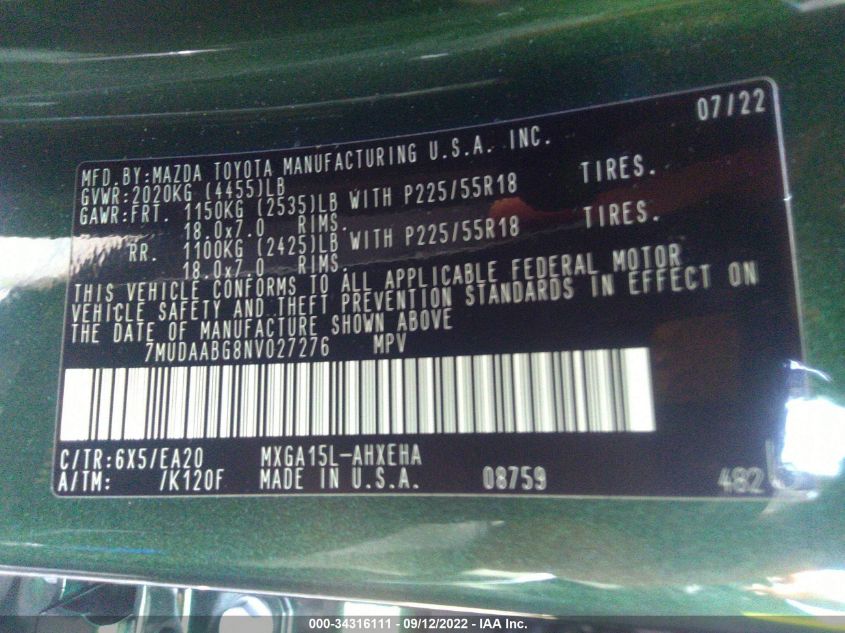 07/22
MFD.BY:MAZDA TOYOTA MANUFACTURING U.S.A. INC.
GVWR:2020KG (4455)LB
GAWR:FRT. 1150KG (2535)LB WITH P225/55R18 TIRES.
18.0x7.0 RIMS.
RR. 1100KG (2425)LB WITH P225/55R18 TIRES.
18.0x7.0 RIMS.
THIS VEHICLE CONFORMS TO ALL APPLICABLE FEDERAL MOTOR
VEHICLE SAFETY AND THEFT PREVENTION STANDARDS IN EFFECT ON
THE DATE OF MANUFACTURE SHOWN ABOVE
7MUDAABG8NV027276 MPV
C/TR:6X5/EA20 MXGA15L-AHXEHA
A/TM: /K120F MADE IN U.S.A. 08759 482
000-34316111 - 09/12/2022 - IAA Inc.